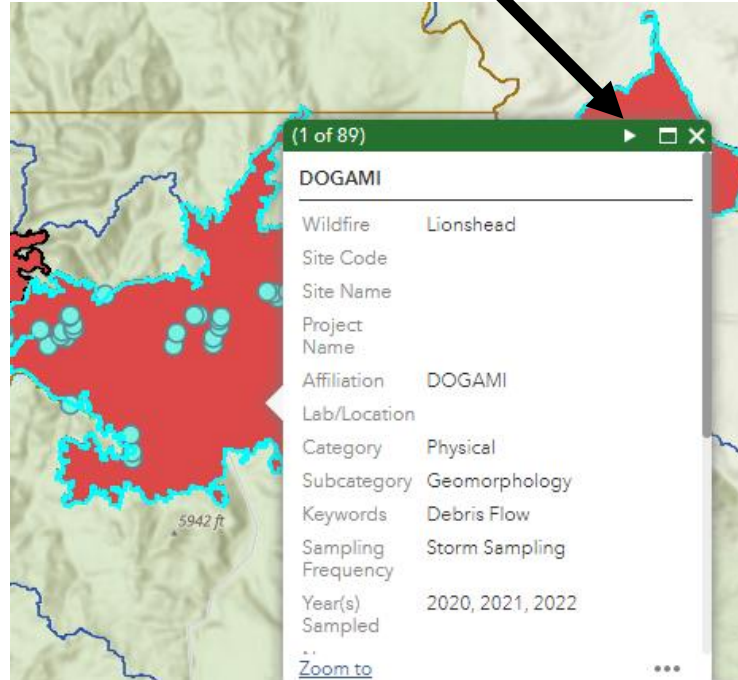 (1 of 89)
DOGAMI
Wildfire Lionshead
Site Code
Site Name
Project
Name
Affiliation DOGAMI
Lab/Location
Category Physical
Subcategory Geomorphology
Keywords Debris Flow
Sampling Storm Sampling
Frequency
Year(s) 2020, 2021, 2022
Sampled
Zoom to
5942 ft